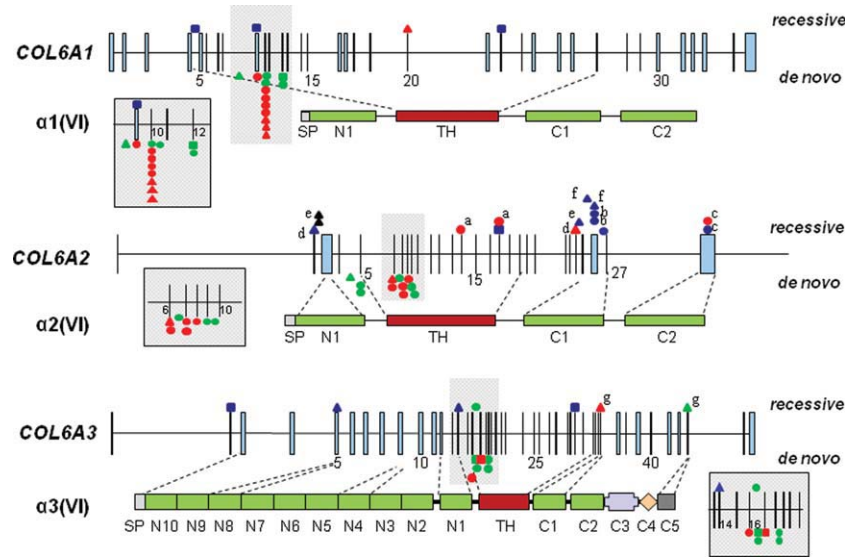 recessive
COL6A1
5 15 20 30
de novo
α1(VI)
SP N1 TH C1 C2
10 12
e f f
d a a e d b b c c
recessive
COL6A2
5 15 27
de novo
6 10
α2(VI)
SP N1 TH C1 C2
g g
recessive
COL6A3
5 10 25 40
de novo
α3(VI)
SP N10 N9 N8 N7 N6 N5 N4 N3 N2 N1 TH C1 C2 C3 C4 C5
14 16